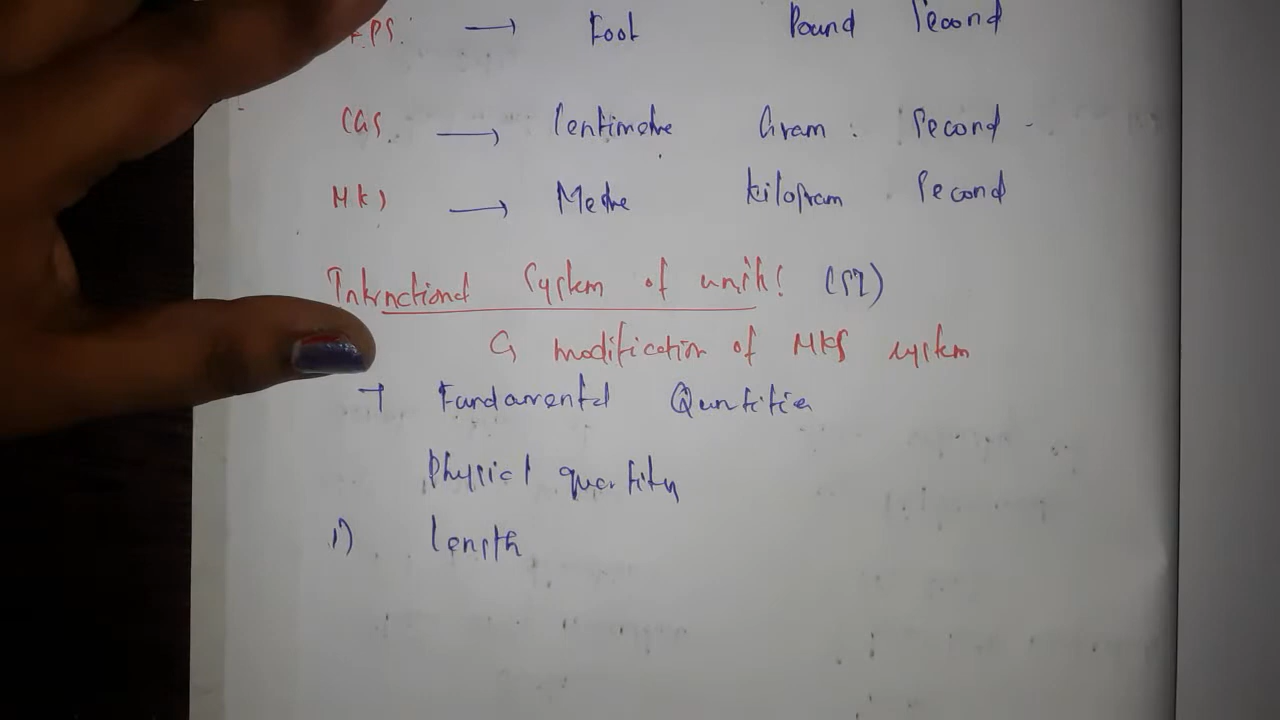 FPS → Foot Pound Second
CGS → Centimetre Gram : Second -
MKS → Metre kilogram Second
International System of units! (SI)
modification of MKS system
→ Fundamental Quntities
Physical quantity
1) length